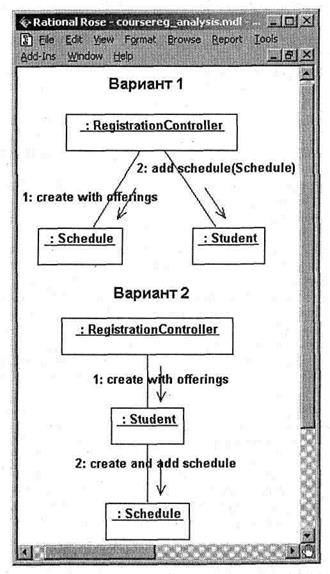 Rational Rose - coursereg_analysis.mdl - ...
File Edit View Format Browse Report Tools
Add-Ins Window Help
Вариант 1
: RegistrationController
2: add schedule(Schedule)
1: create with offerings
: Schedule
: Student
Вариант 2
: RegistrationController
1: create with offerings
: Student
2: create and add schedule
: Schedule